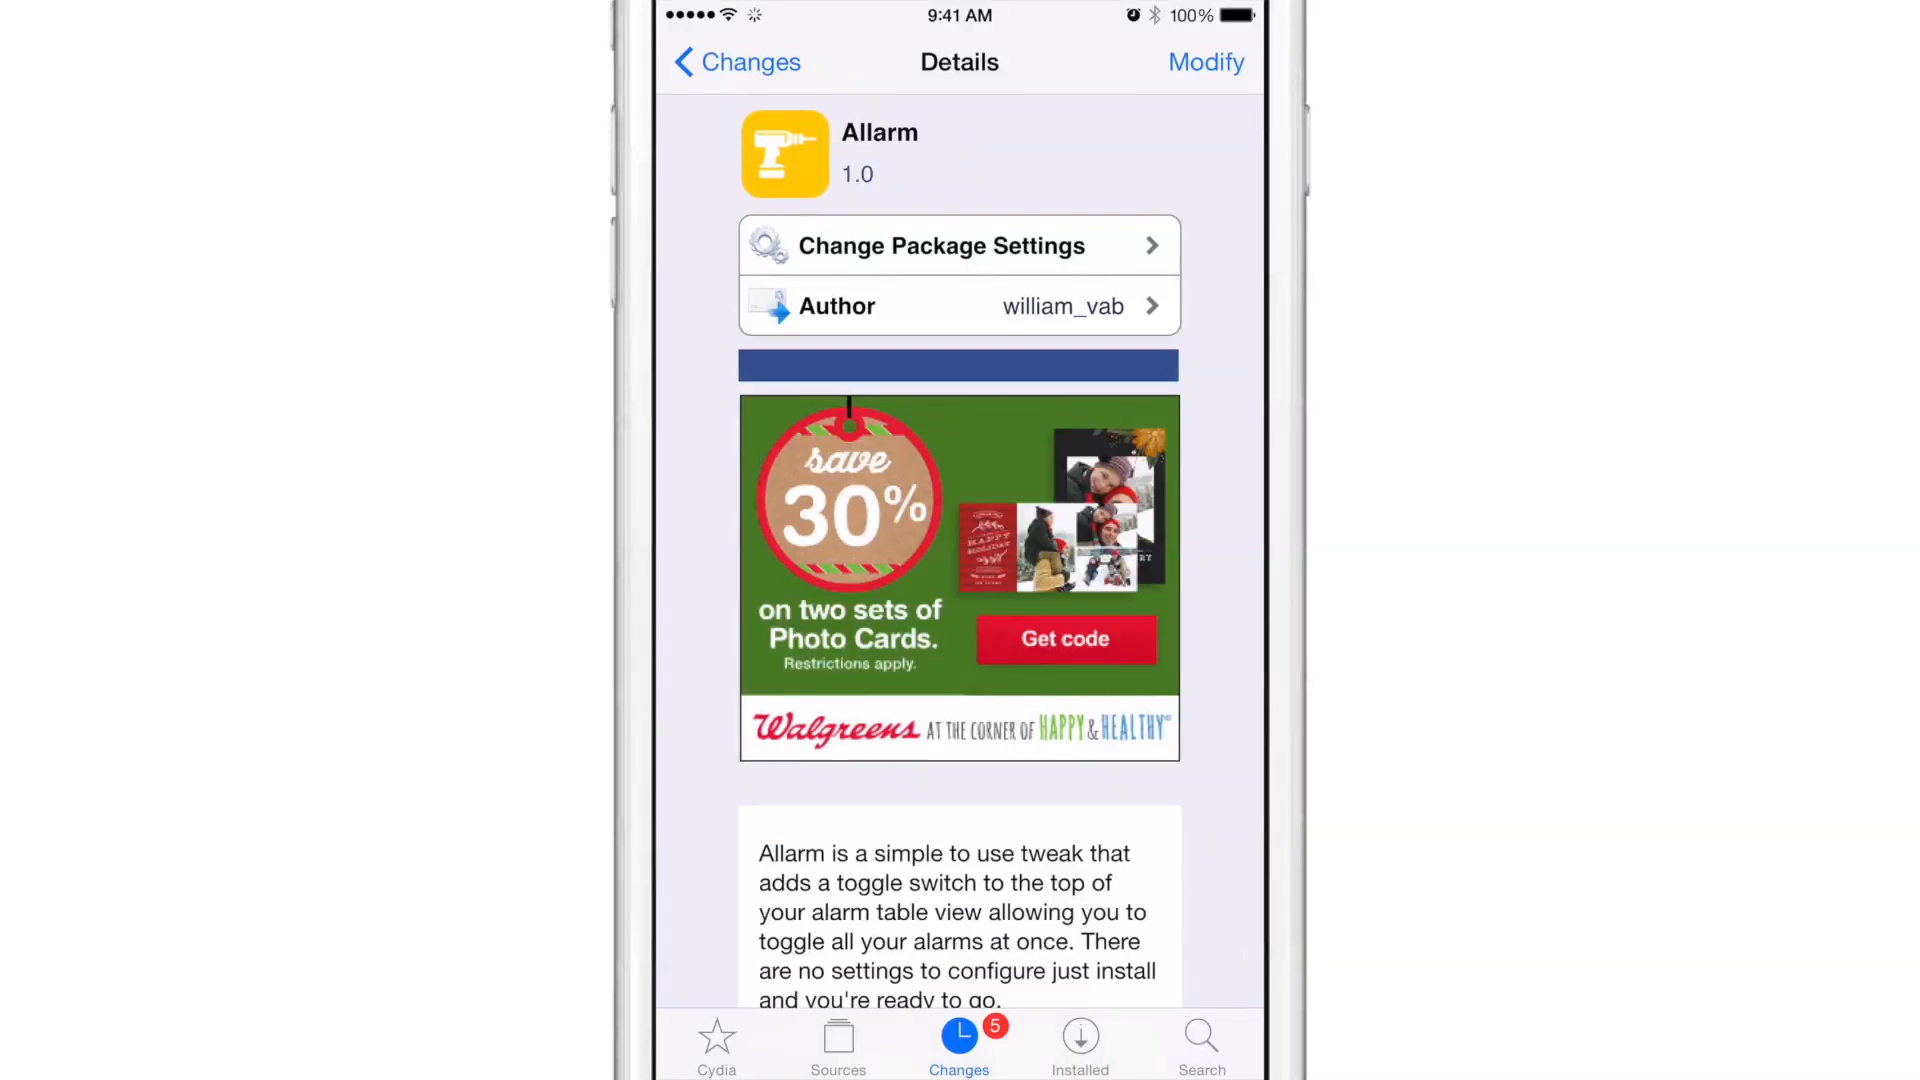 9:41 AM
100%
Changes
Details
Modify
Allarm
1.0
Change Package Settings
Author
william_vab
save
30%
on two sets of
Photo Cards.
Restrictions apply.
HAPPY
HOLIDAY
Get code
Walgreens AT THE CORNER OF HAPPY & HEALTHY
Allarm is a simple to use tweak that
adds a toggle switch to the top of
your alarm table view allowing you to
toggle all your alarms at once. There
are no settings to configure just install
and you're ready to go.
5
Cydia
Sources
Changes
Installed
Search